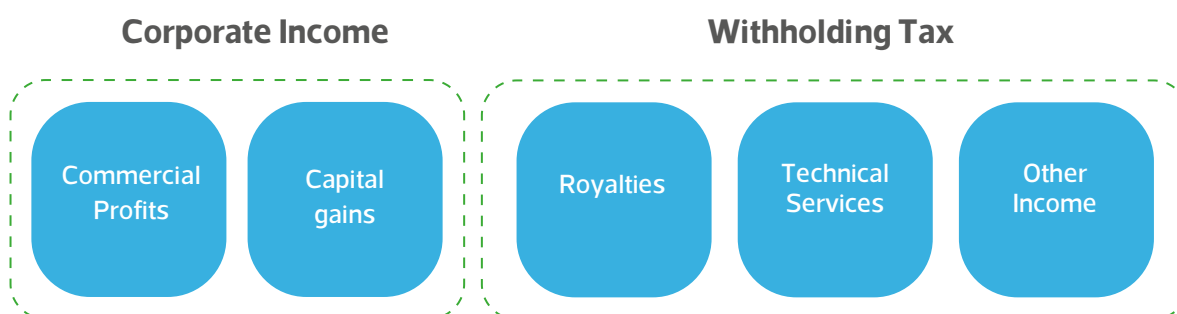 Corporate Income
Withholding Tax
Commercial
Profits
Capital
gains
Royalties
Technical
Services
Other
Income